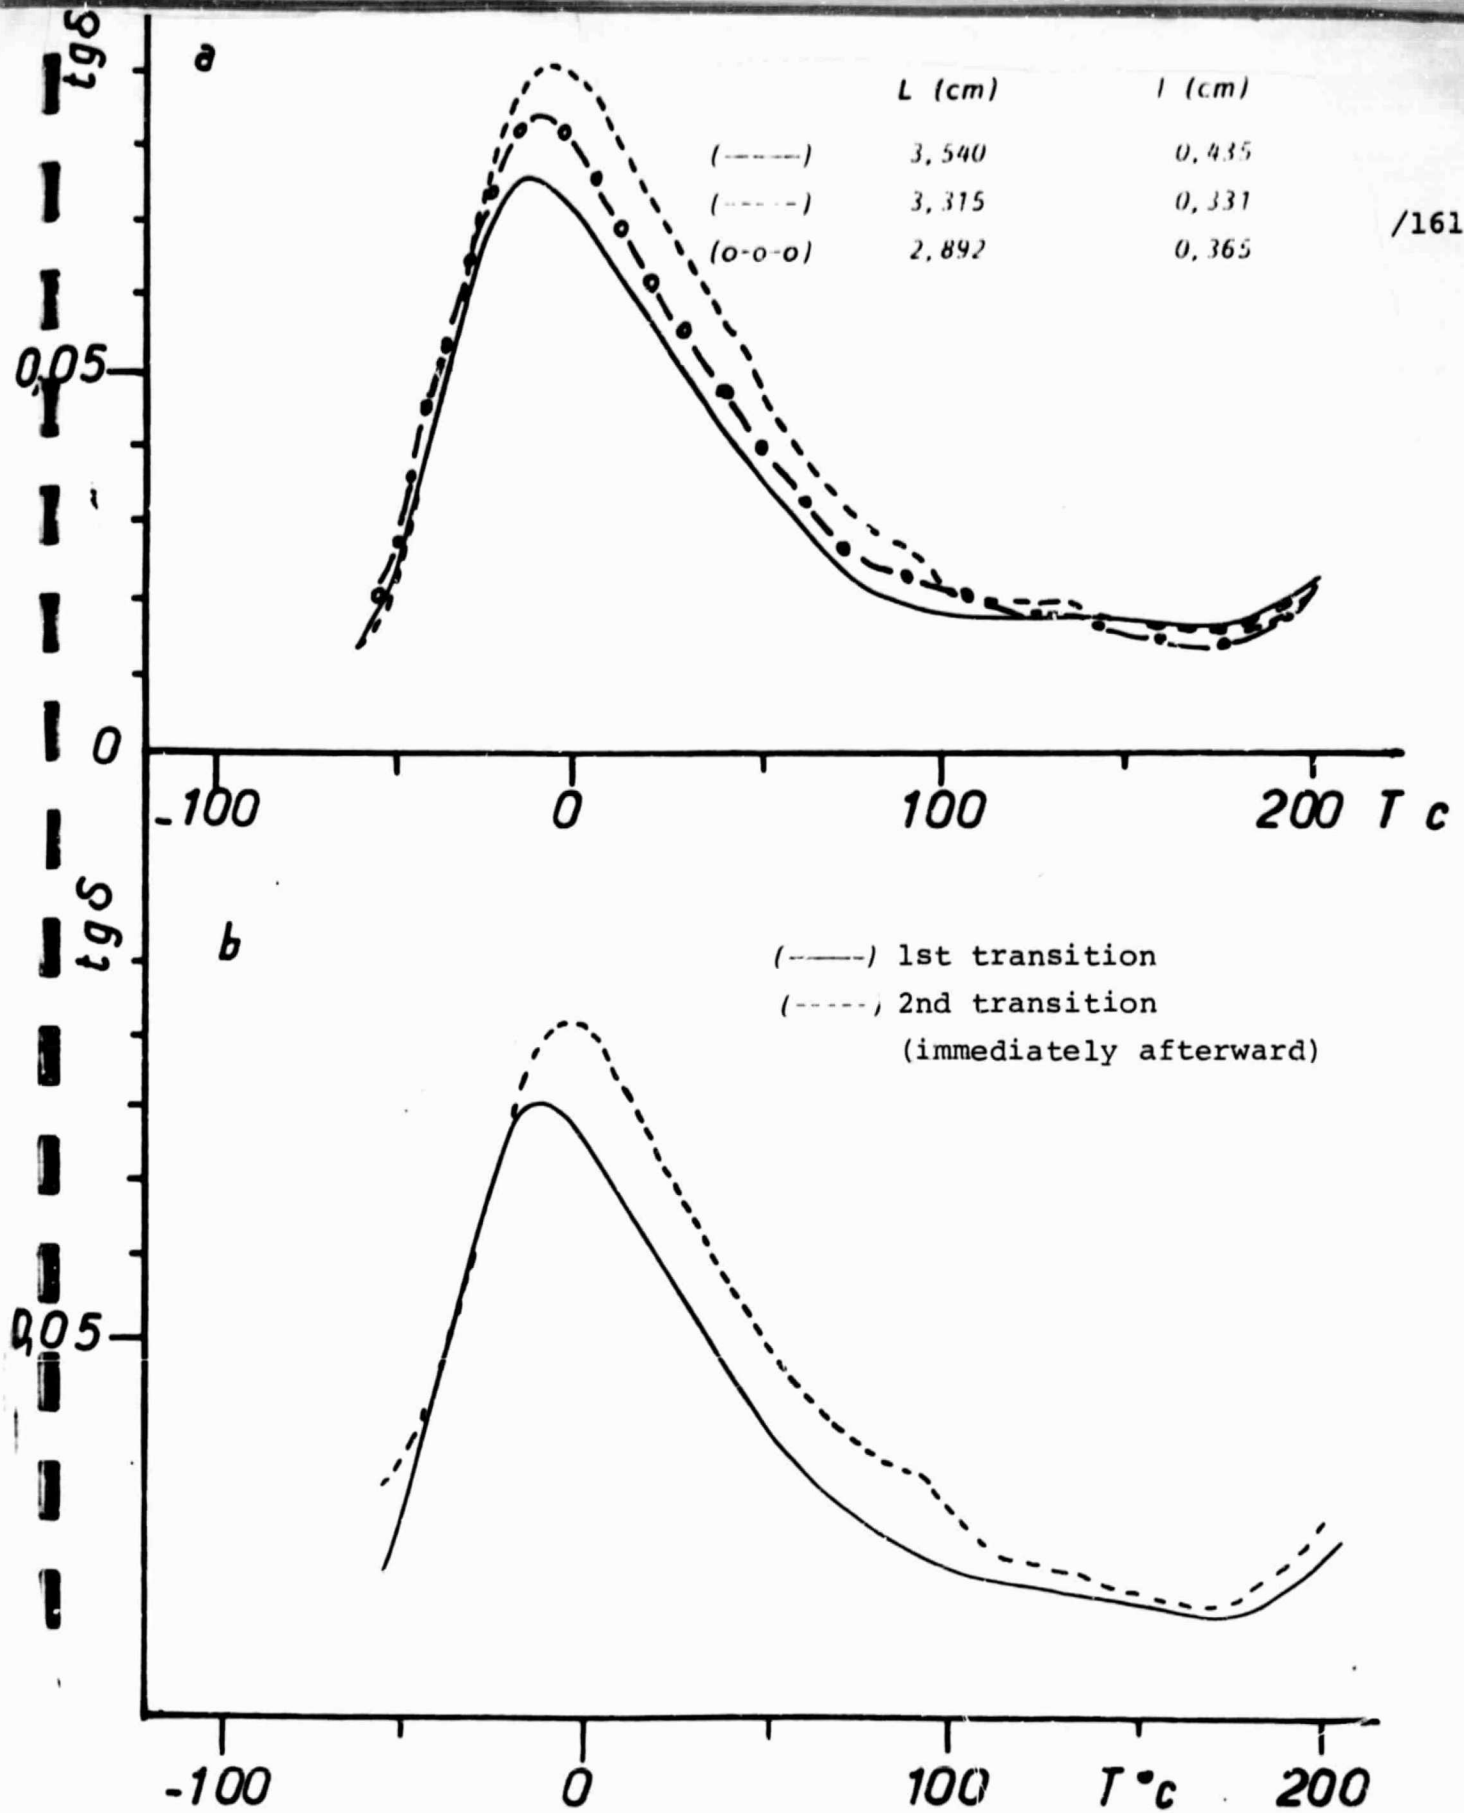 tgδ
a
L (cm) l (cm)
(———) 3,540 0,435
(-----) 3,315 0,331
(o-o-o) 2,892 0,365
/161
0,05
0
-100 0 100 200 T c
tgδ
b
(———) 1st transition
(-----) 2nd transition
(immediately afterward)
0,05
-100 0 100 T°c 200